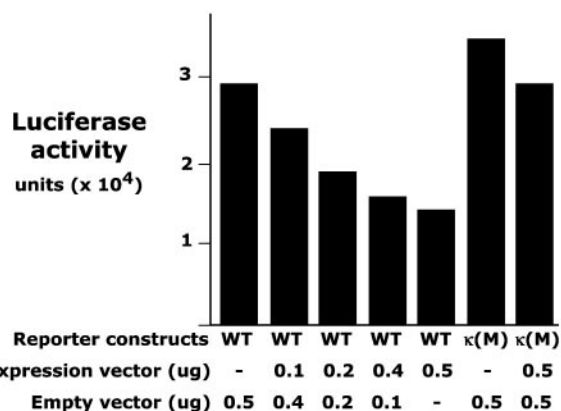 3
Luciferase
activity
2
units (x 10⁴)
1
Reporter constructs WT WT WT WT WT κ(M) κ(M)
xpression vector (ug) - 0.1 0.2 0.4 0.5 - 0.5
Empty vector (ug) 0.5 0.4 0.2 0.1 - 0.5 0.5